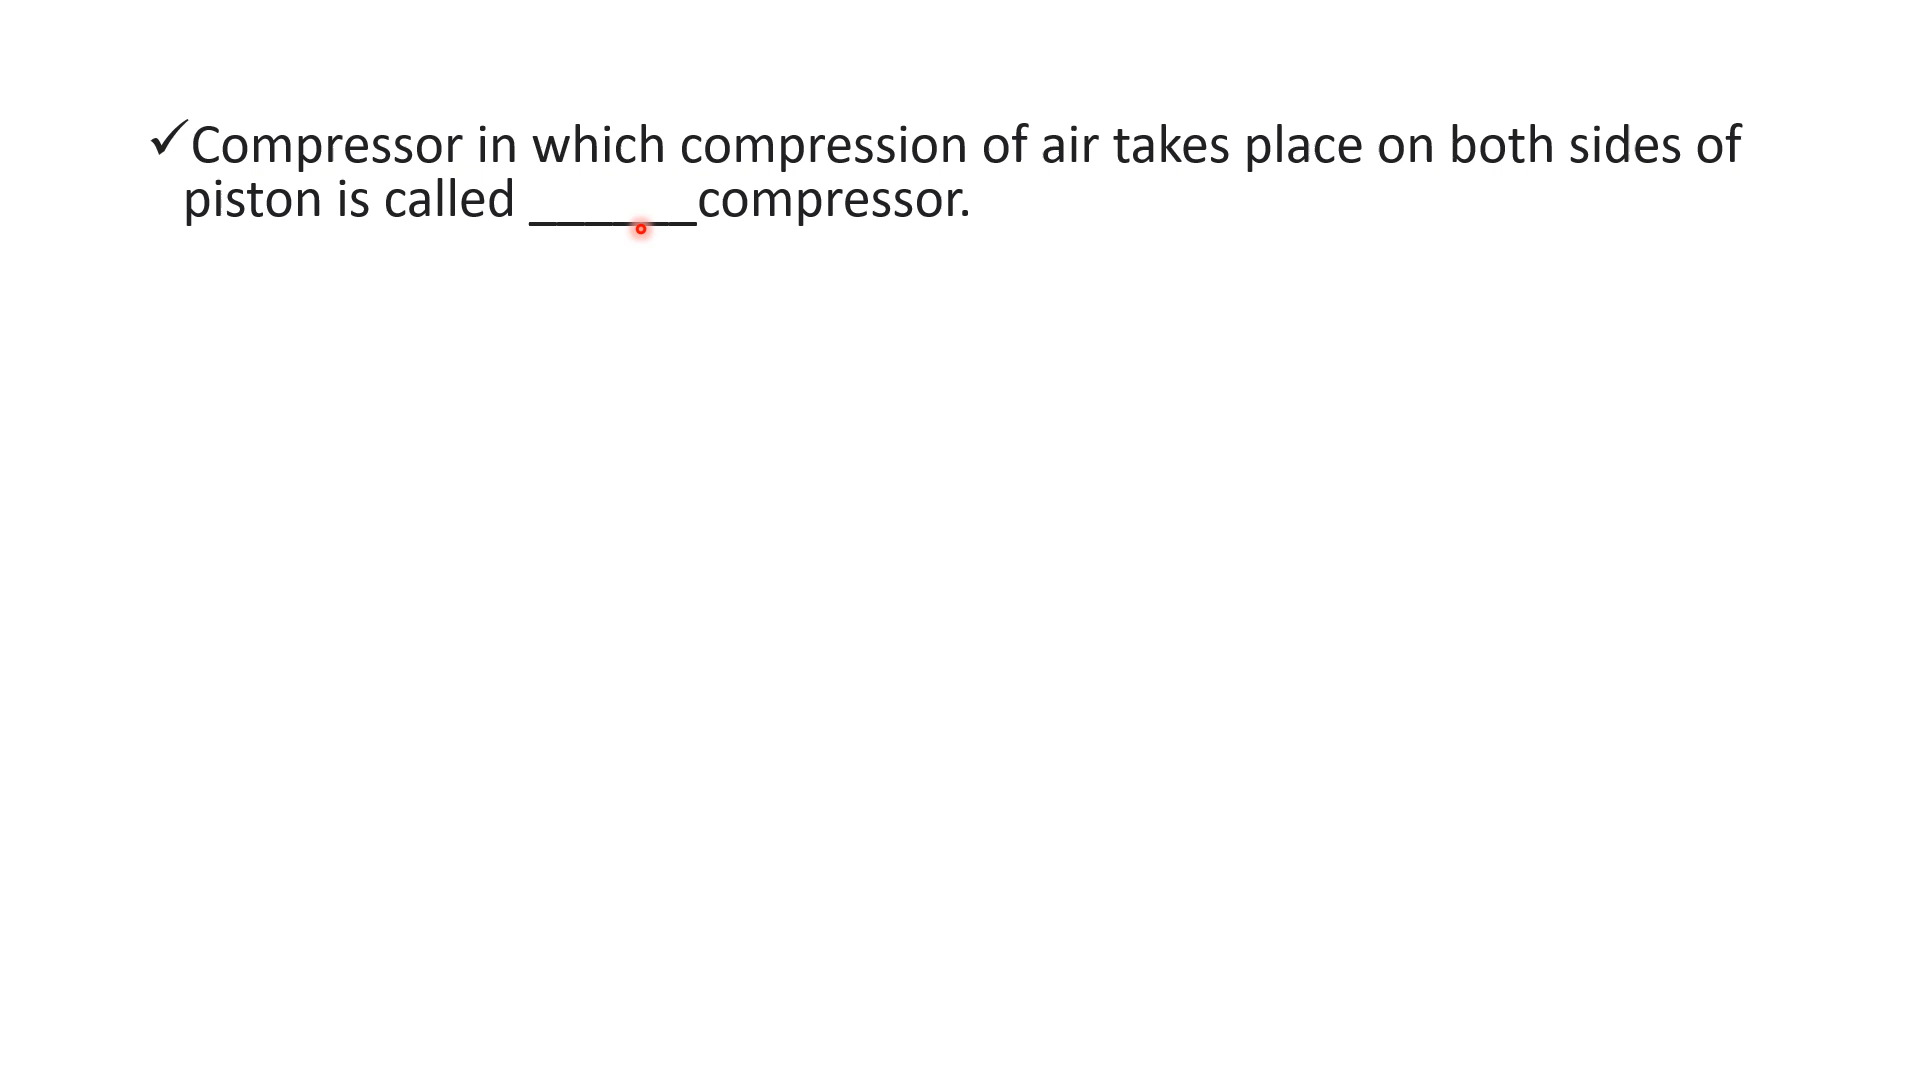 ✓Compressor in which compression of air takes place on both sides of
piston is called ______compressor.